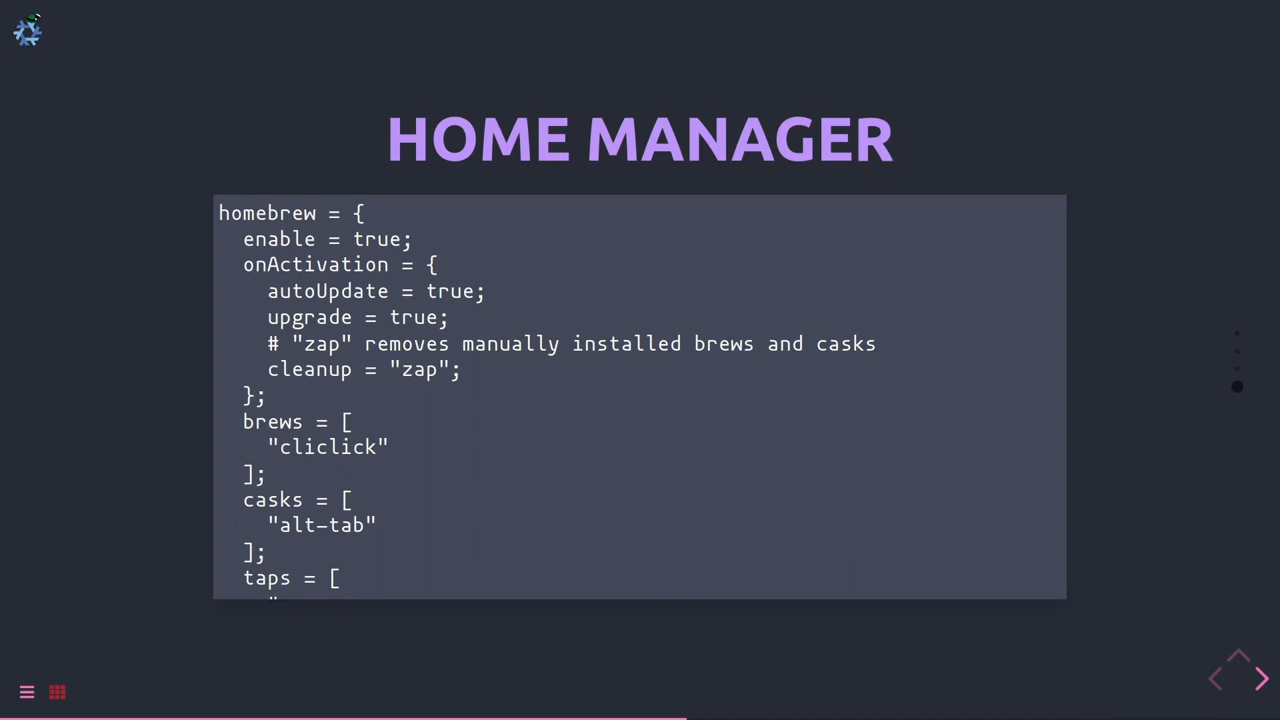 HOME MANAGER
homebrew = {
  enable = true;
  onActivation = {
    autoUpdate = true;
    upgrade = true;
    # "zap" removes manually installed brews and casks
    cleanup = "zap";
  };
  brews = [
    "cliclick"
  ];
  casks = [
    "alt-tab"
  ];
  taps = [